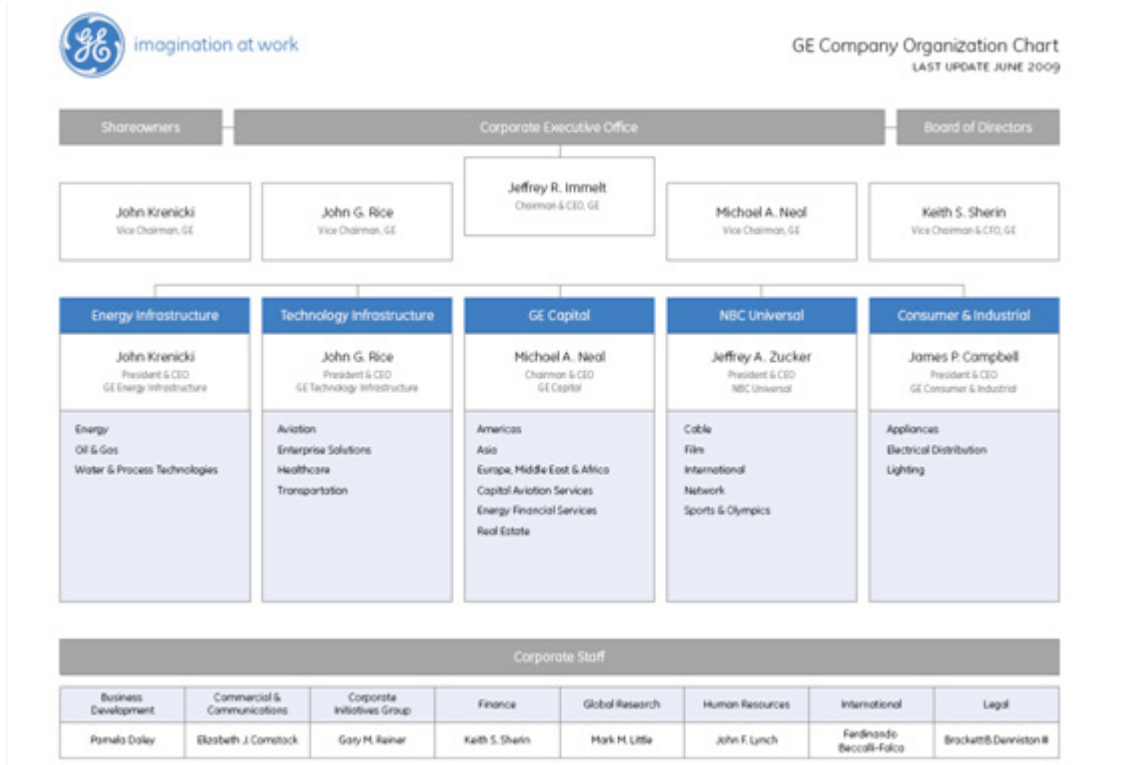 GE
imagination at work
GE Company Organization Chart
LAST UPDATE JUNE 2009
Shareowners
Corporate Executive Office
Board of Directors
John Krenicki
Vice Chairman, GE
John G. Rice
Vice Chairman, GE
Jeffrey R. Immelt
Chairman & CEO, GE
Michael A. Neal
Vice Chairman, GE
Keith S. Sherin
Vice Chairman & CFO, GE
Energy Infrastructure
John Krenicki
President & CEO
GE Energy Infrastructure
Energy
Oil & Gas
Water & Process Technologies
Technology Infrastructure
John G. Rice
President & CEO
GE Technology Infrastructure
Aviation
Enterprise Solutions
Healthcare
Transportation
GE Capital
Michael A. Neal
Chairman & CEO
GE Capital
Americas
Asia
Europe, Middle East & Africa
Capital Aviation Services
Energy Financial Services
Real Estate
NBC Universal
Jeffrey A. Zucker
President & CEO
NBC Universal
Cable
Film
International
Network
Sports & Olympics
Consumer & Industrial
James P. Campbell
President & CEO
GE Consumer & Industrial
Appliances
Electrical Distribution
Lighting
Corporate Staff
Business
Development
Pamela Daley
Commercial &
Communications
Elizabeth J. Comstock
Corporate
Initiatives Group
Gary M. Reiner
Finance
Keith S. Sherin
Global Research
Mark M. Little
Human Resources
John F. Lynch
International
Ferdinando
Beccalli-Falco
Legal
Brackett B. Denniston III